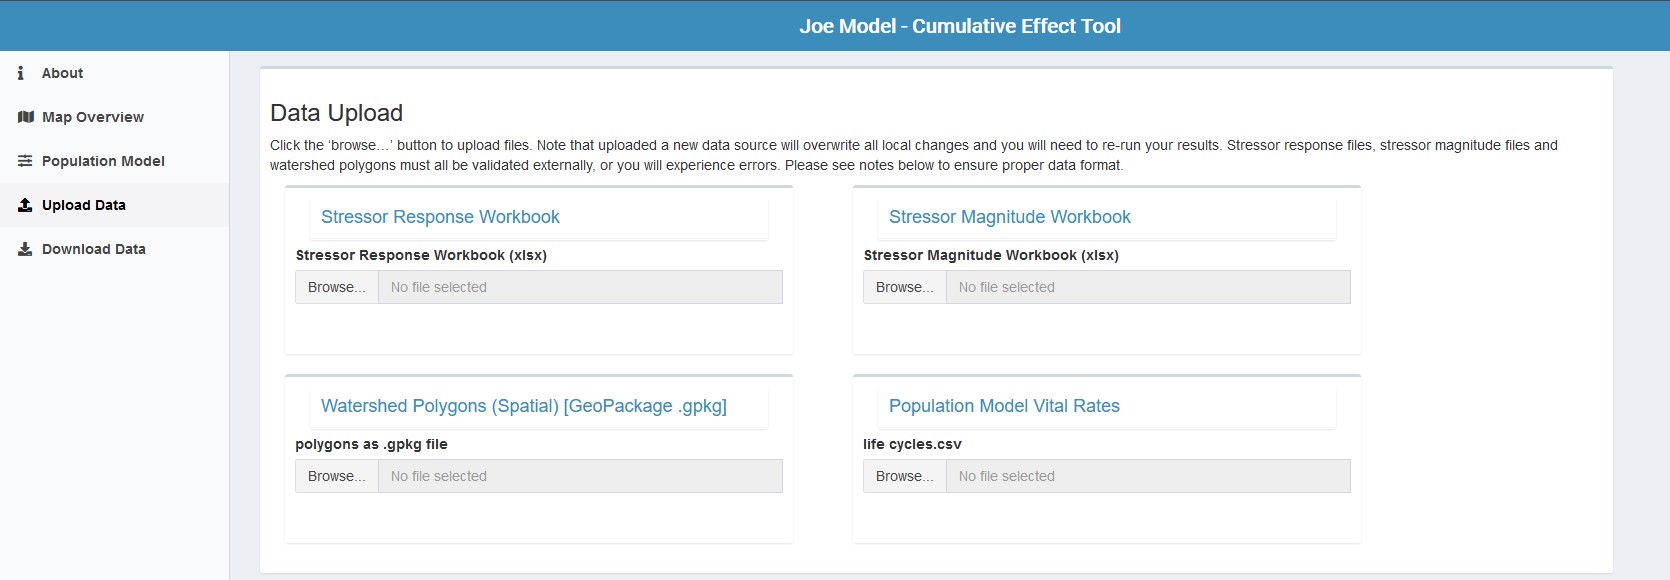 Joe Model - Cumulative Effect Tool
About
Map Overview
Population Model
Upload Data
Download Data
Data Upload
Click the ‘browse…’ button to upload files. Note that uploaded a new data source will overwrite all local changes and you will need to re-run your results. Stressor response files, stressor magnitude files and
watershed polygons must all be validated externally, or you will experience errors. Please see notes below to ensure proper data format.
Stressor Response Workbook
Stressor Response Workbook (xlsx)
Browse... No file selected
Stressor Magnitude Workbook
Stressor Magnitude Workbook (xlsx)
Browse... No file selected
Watershed Polygons (Spatial) [GeoPackage .gpkg]
polygons as .gpkg file
Browse... No file selected
Population Model Vital Rates
life cycles.csv
Browse... No file selected